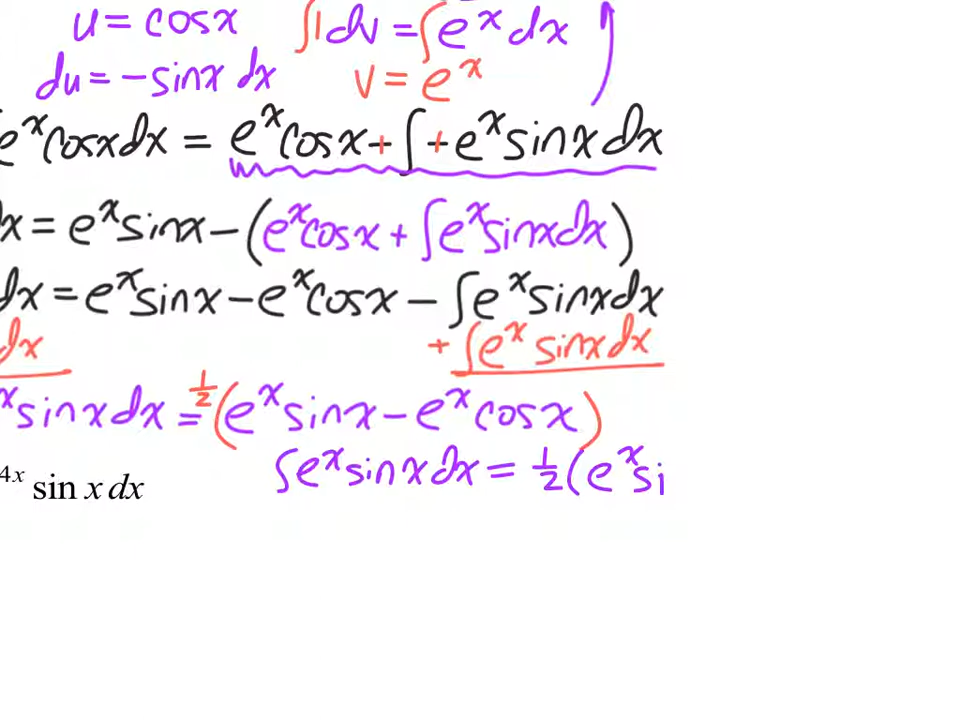 u = cosx ∫1dv = ∫e^x dx
du = -sinx dx v = e^x
e^x cosx dx = e^x cosx + ∫ + e^x sinx dx
x = e^x sinx - (e^x cosx + ∫e^x sinx dx)
dx = e^x sinx - e^x cosx - ∫e^x sinx dx
dx + ∫e^x sinx dx
x sinx dx = 1/2 (e^x sinx - e^x cosx)
∫e^x sinx dx = 1/2 (e^x si
4x sin x dx